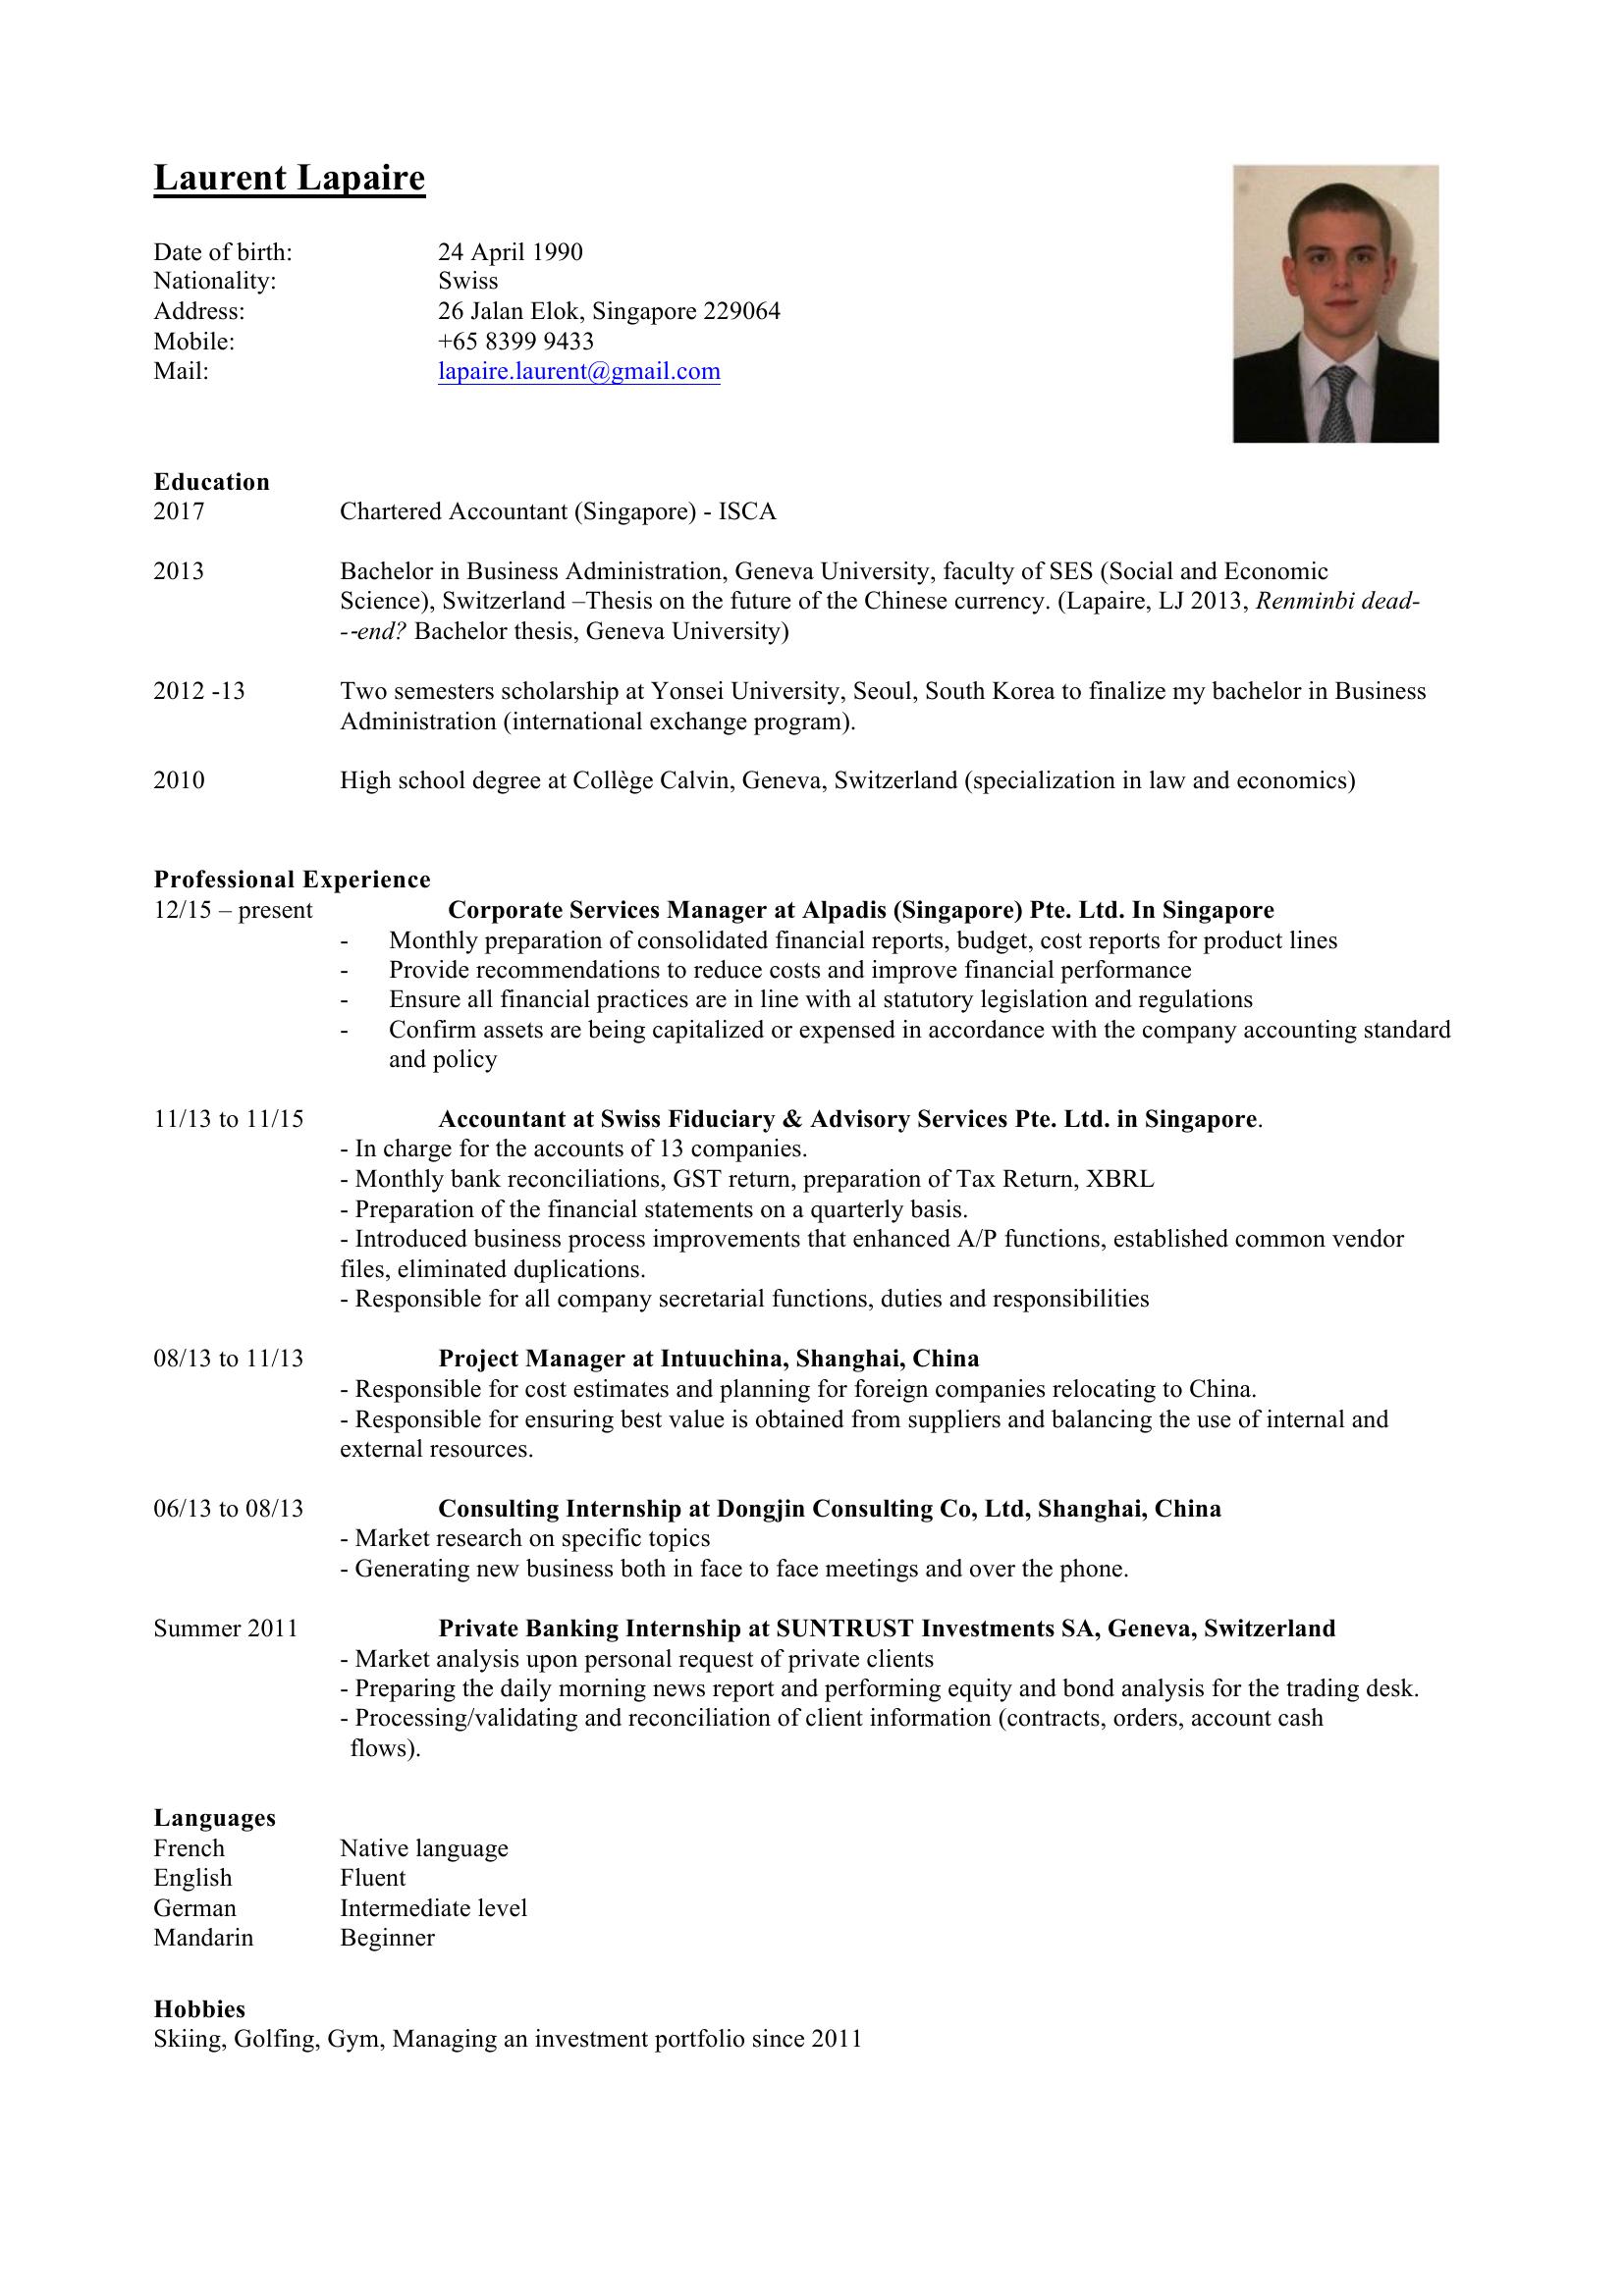 Laurent Lapaire
Date of birth: 24 April 1990
Nationality: Swiss
Address: 26 Jalan Elok, Singapore 229064
Mobile: +65 8399 9433
Mail: lapaire.laurent@gmail.com
Education
2017 Chartered Accountant (Singapore) - ISCA
2013 Bachelor in Business Administration, Geneva University, faculty of SES (Social and Economic
Science), Switzerland –Thesis on the future of the Chinese currency. (Lapaire, LJ 2013, Renminbi dead-
--end? Bachelor thesis, Geneva University)
2012 -13 Two semesters scholarship at Yonsei University, Seoul, South Korea to finalize my bachelor in Business
Administration (international exchange program).
2010 High school degree at Collège Calvin, Geneva, Switzerland (specialization in law and economics)
Professional Experience
12/15 – present Corporate Services Manager at Alpadis (Singapore) Pte. Ltd. In Singapore
- Monthly preparation of consolidated financial reports, budget, cost reports for product lines
- Provide recommendations to reduce costs and improve financial performance
- Ensure all financial practices are in line with al statutory legislation and regulations
- Confirm assets are being capitalized or expensed in accordance with the company accounting standard
and policy
11/13 to 11/15 Accountant at Swiss Fiduciary & Advisory Services Pte. Ltd. in Singapore.
- In charge for the accounts of 13 companies.
- Monthly bank reconciliations, GST return, preparation of Tax Return, XBRL
- Preparation of the financial statements on a quarterly basis.
- Introduced business process improvements that enhanced A/P functions, established common vendor
files, eliminated duplications.
- Responsible for all company secretarial functions, duties and responsibilities
08/13 to 11/13 Project Manager at Intuuchina, Shanghai, China
- Responsible for cost estimates and planning for foreign companies relocating to China.
- Responsible for ensuring best value is obtained from suppliers and balancing the use of internal and
external resources.
06/13 to 08/13 Consulting Internship at Dongjin Consulting Co, Ltd, Shanghai, China
- Market research on specific topics
- Generating new business both in face to face meetings and over the phone.
Summer 2011 Private Banking Internship at SUNTRUST Investments SA, Geneva, Switzerland
- Market analysis upon personal request of private clients
- Preparing the daily morning news report and performing equity and bond analysis for the trading desk.
- Processing/validating and reconciliation of client information (contracts, orders, account cash
flows).
Languages
French Native language
English Fluent
German Intermediate level
Mandarin Beginner
Hobbies
Skiing, Golfing, Gym, Managing an investment portfolio since 2011